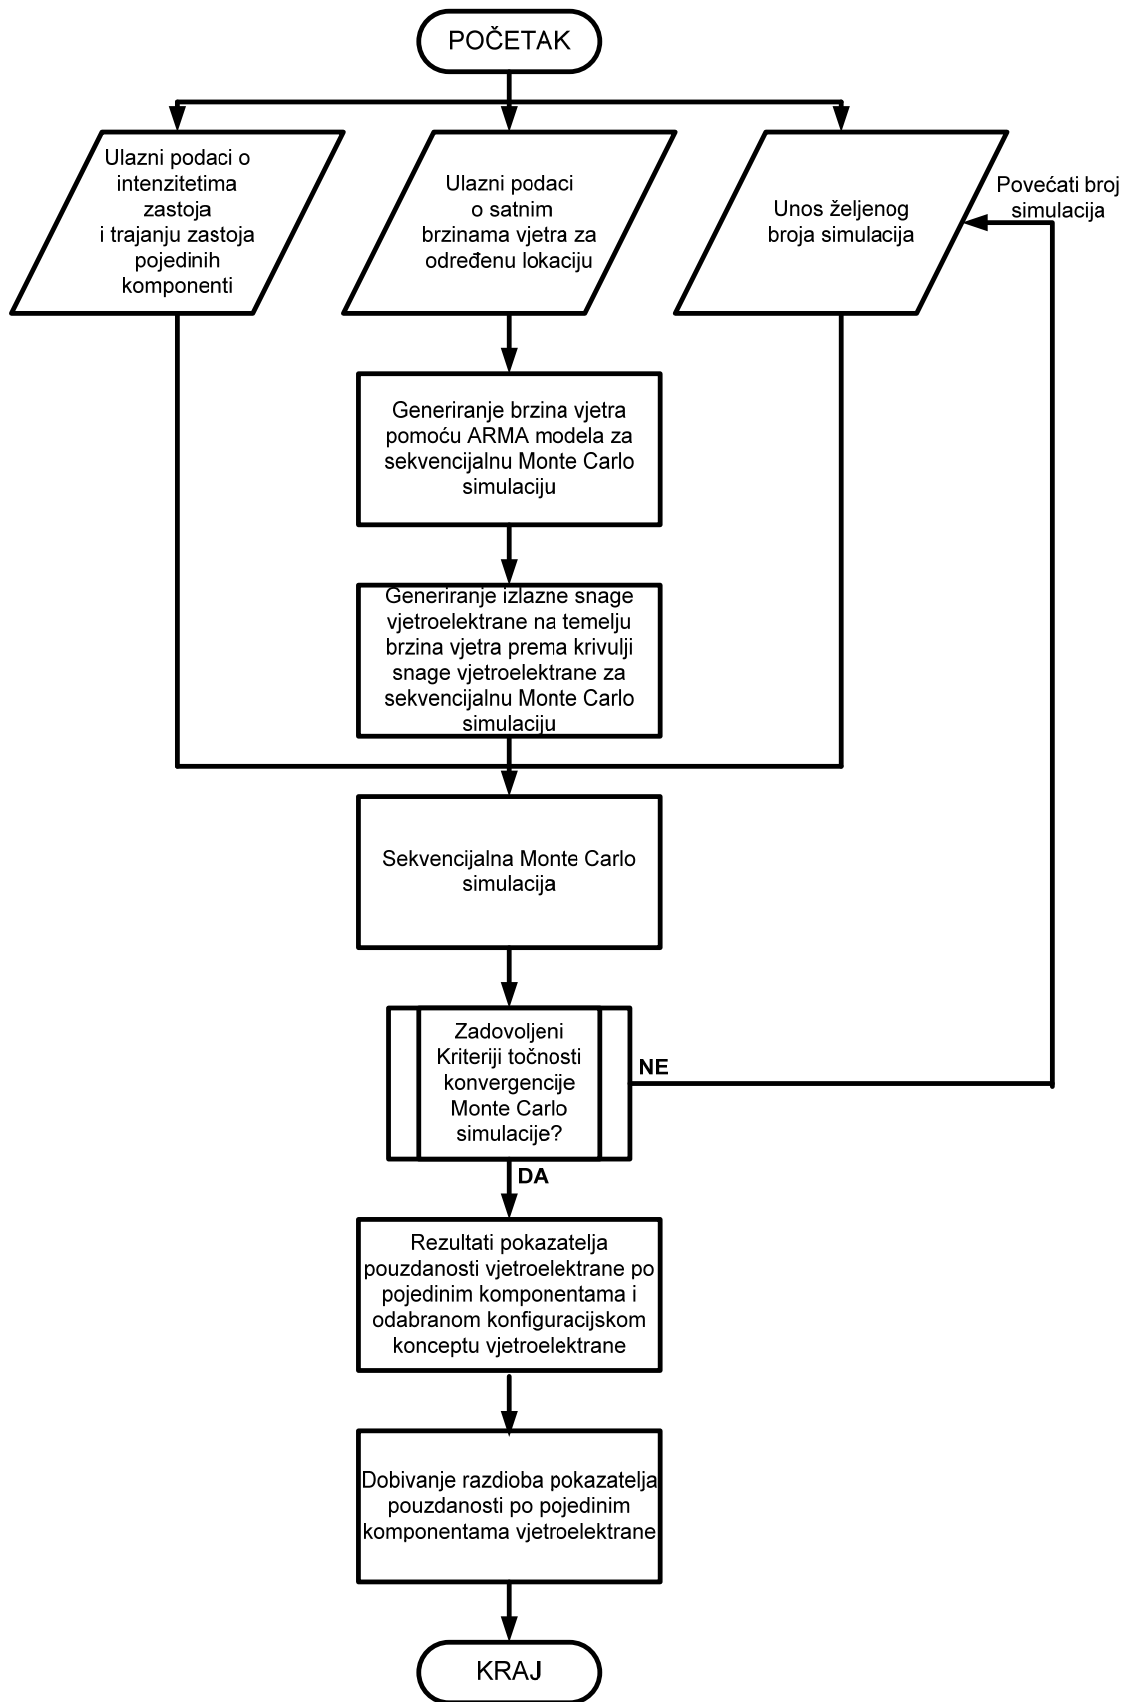 POČETAK
Ulazni podaci o
intenzitetima
zastoja
i trajanju zastoja
pojedinih
komponenti
Ulazni podaci
o satnim
brzinama vjetra za
određenu lokaciju
Unos željenog
broja simulacija
Povećati broj
simulacija
Generiranje brzina vjetra
pomoću ARMA modela za
sekvencijalnu Monte Carlo
simulaciju
Generiranje izlazne snage
vjetroelektrane na temelju
brzina vjetra prema krivulji
snage vjetroelektrane za
sekvencijalnu Monte Carlo
simulaciju
Sekvencijalna Monte Carlo
simulacija
Zadovoljeni
Kriteriji točnosti
konvergencije
Monte Carlo
simulacije?
NE
DA
Rezultati pokazatelja
pouzdanosti vjetroelektrane po
pojedinim komponentama i
odabranom konfiguracijskom
konceptu vjetroelektrane
Dobivanje razdioba pokazatelja
pouzdanosti po pojedinim
komponentama vjetroelektrane
KRAJ